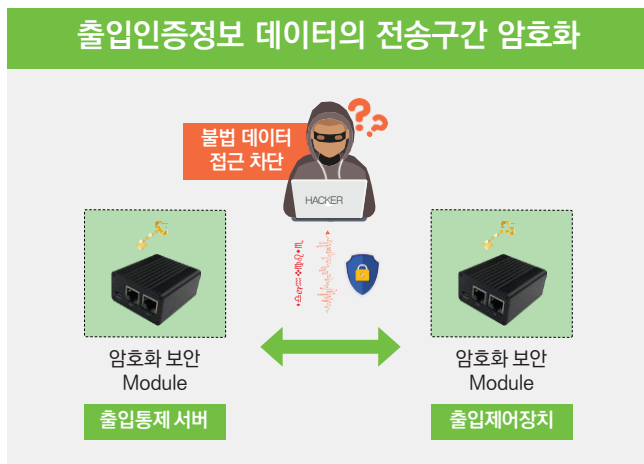 출입인증정보 데이터의 전송구간 암호화
불법 데이터
접근 차단
HACKER
암호화 보안
Module
출입통제 서버
암호화 보안
Module
출입제어장치